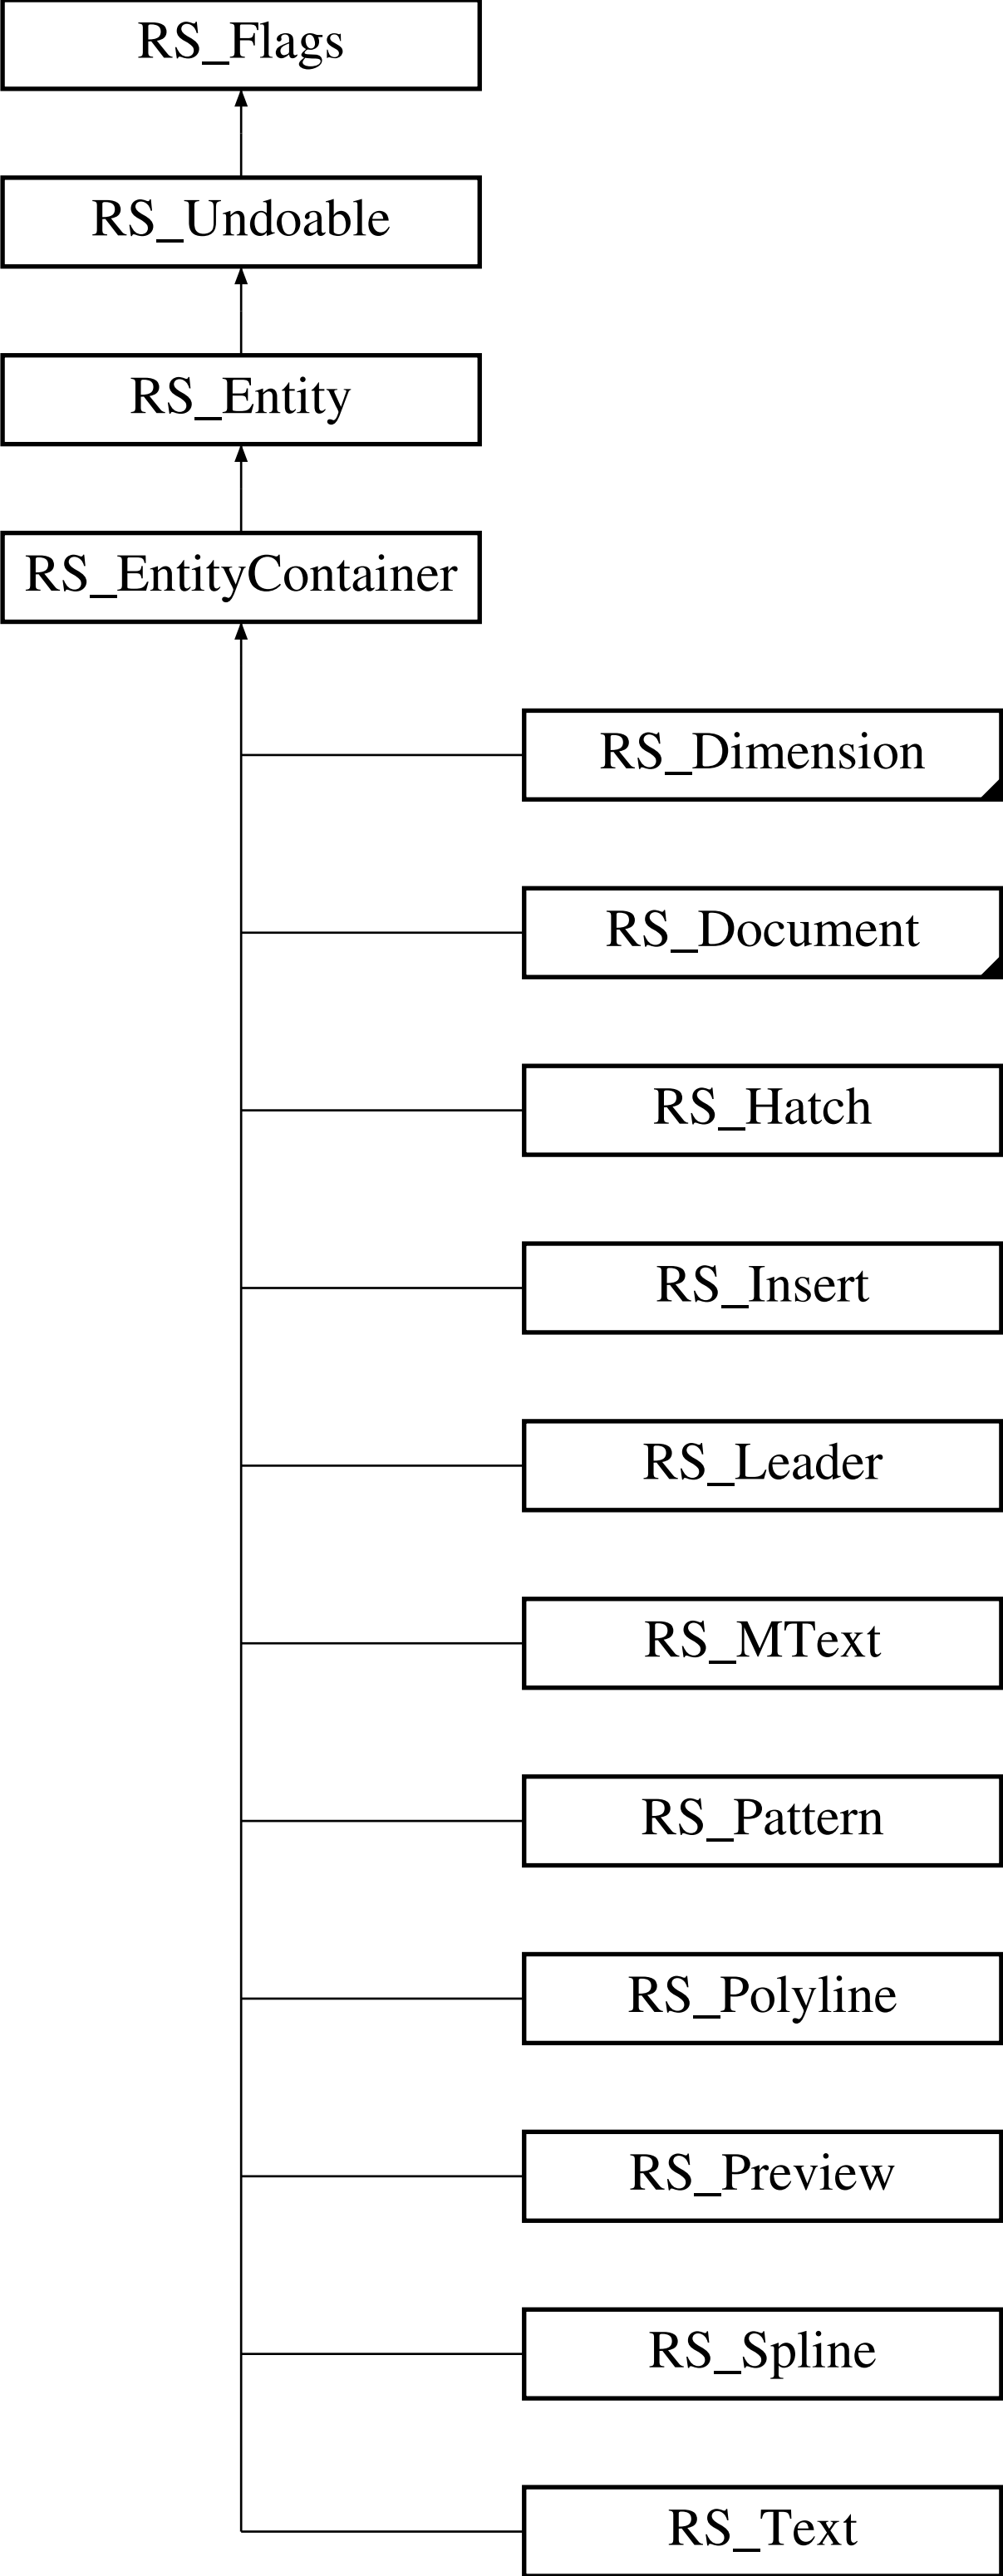 RS_Flags
RS_Undoable
RS_Entity
RS_EntityContainer
RS_Dimension
RS_Document
RS_Hatch
RS_Insert
RS_Leader
RS_MText
RS_Pattern
RS_Polyline
RS_Preview
RS_Spline
RS_Text